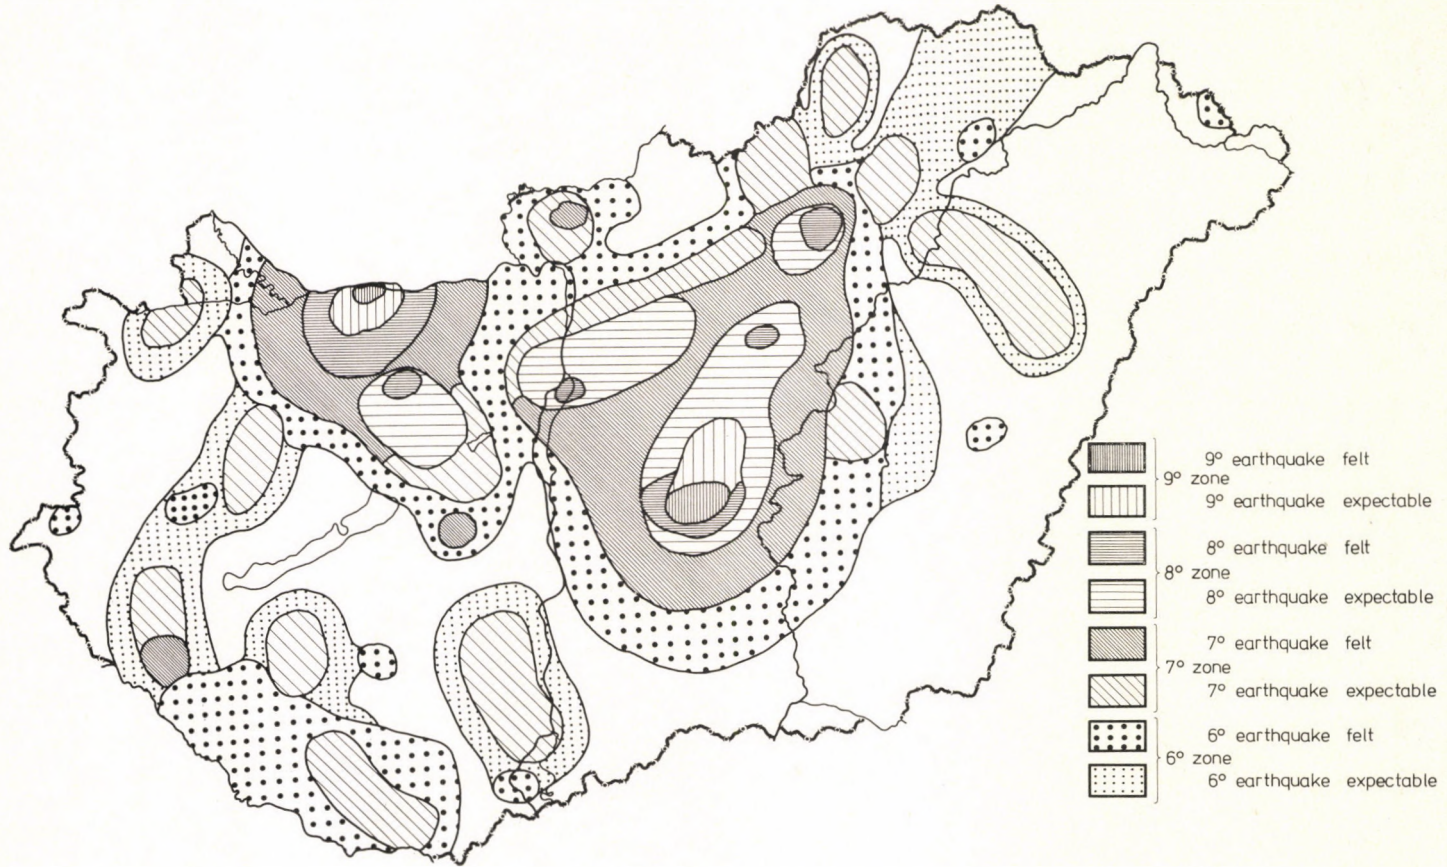 9° earthquake felt
9° zone
9° earthquake expectable
8° earthquake felt
8° zone
8° earthquake expectable
7° earthquake felt
7° zone
7° earthquake expectable
6° earthquake felt
6° zone
6° earthquake expectable